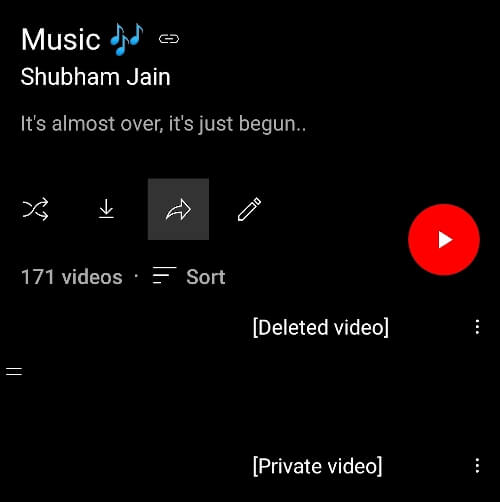 Music 🎶
Shubham Jain
It's almost over, it's just begun..
171 videos · Sort
[Deleted video]
[Private video]